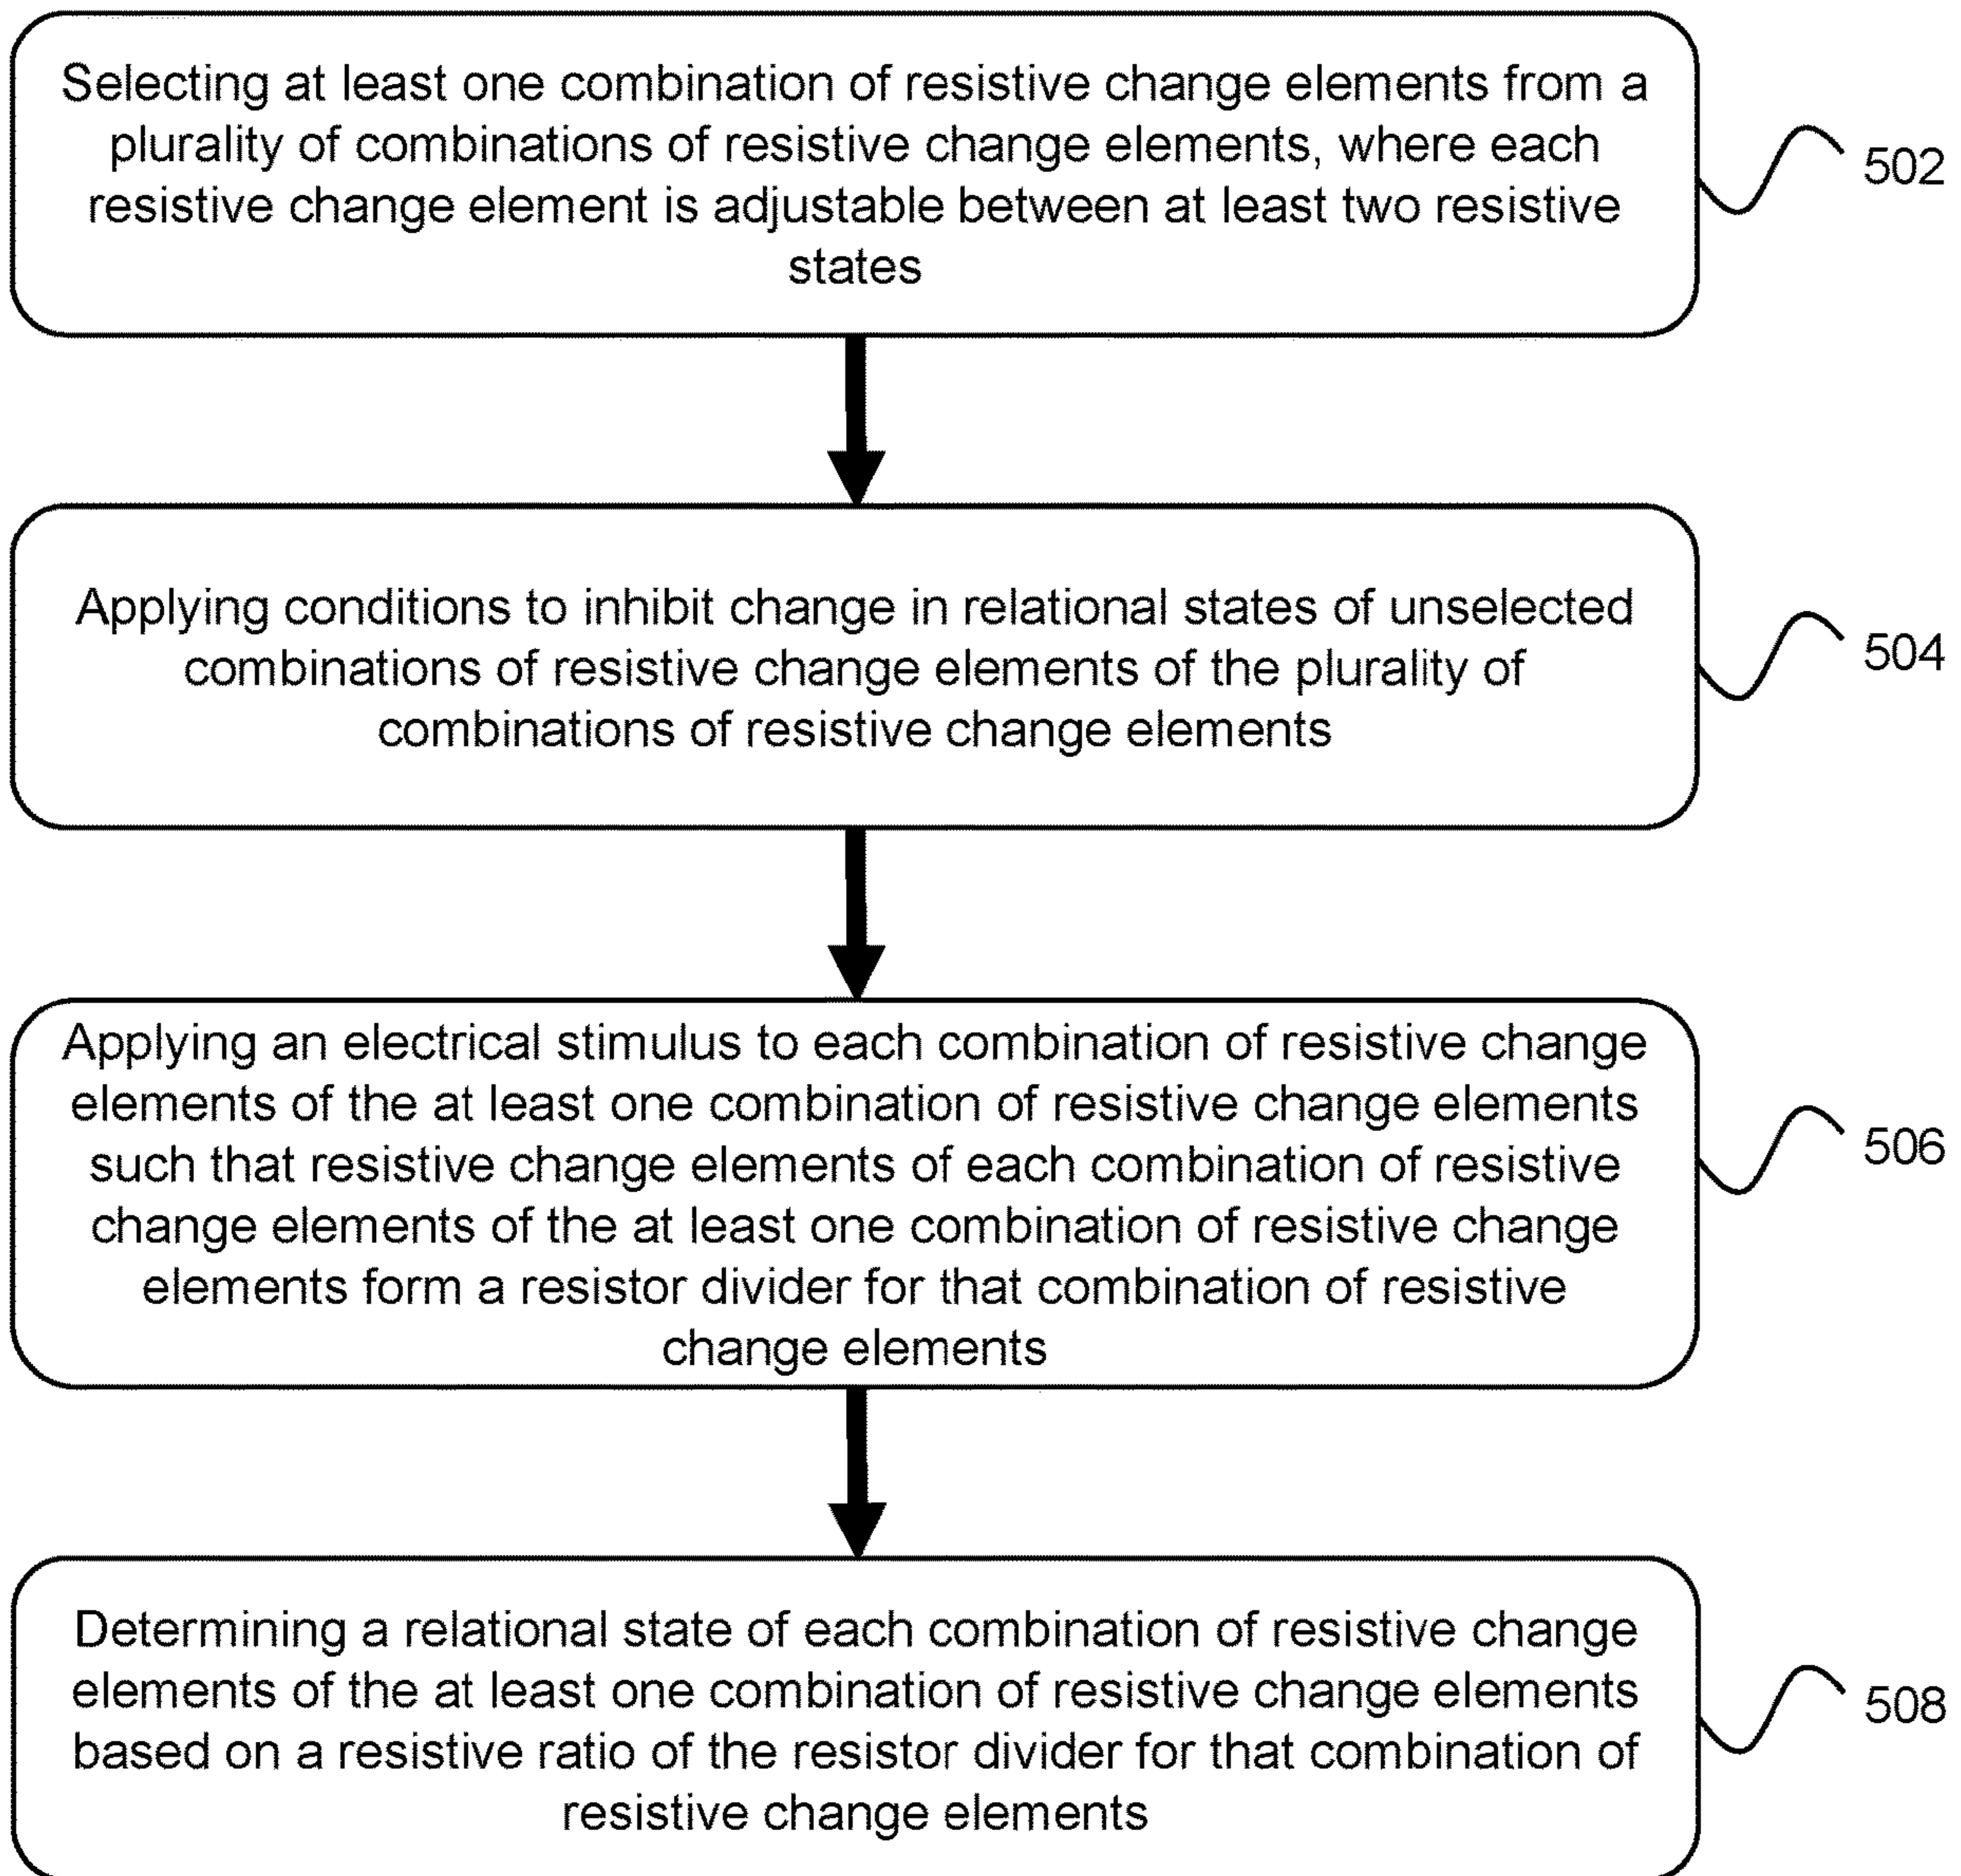 Selecting at least one combination of resistive change elements from a
plurality of combinations of resistive change elements, where each
resistive change element is adjustable between at least two resistive
states
502
Applying conditions to inhibit change in relational states of unselected
combinations of resistive change elements of the plurality of
combinations of resistive change elements
504
Applying an electrical stimulus to each combination of resistive change
elements of the at least one combination of resistive change elements
such that resistive change elements of each combination of resistive
change elements of the at least one combination of resistive change
elements form a resistor divider for that combination of resistive
change elements
506
Determining a relational state of each combination of resistive change
elements of the at least one combination of resistive change elements
based on a resistive ratio of the resistor divider for that combination of
resistive change elements
508